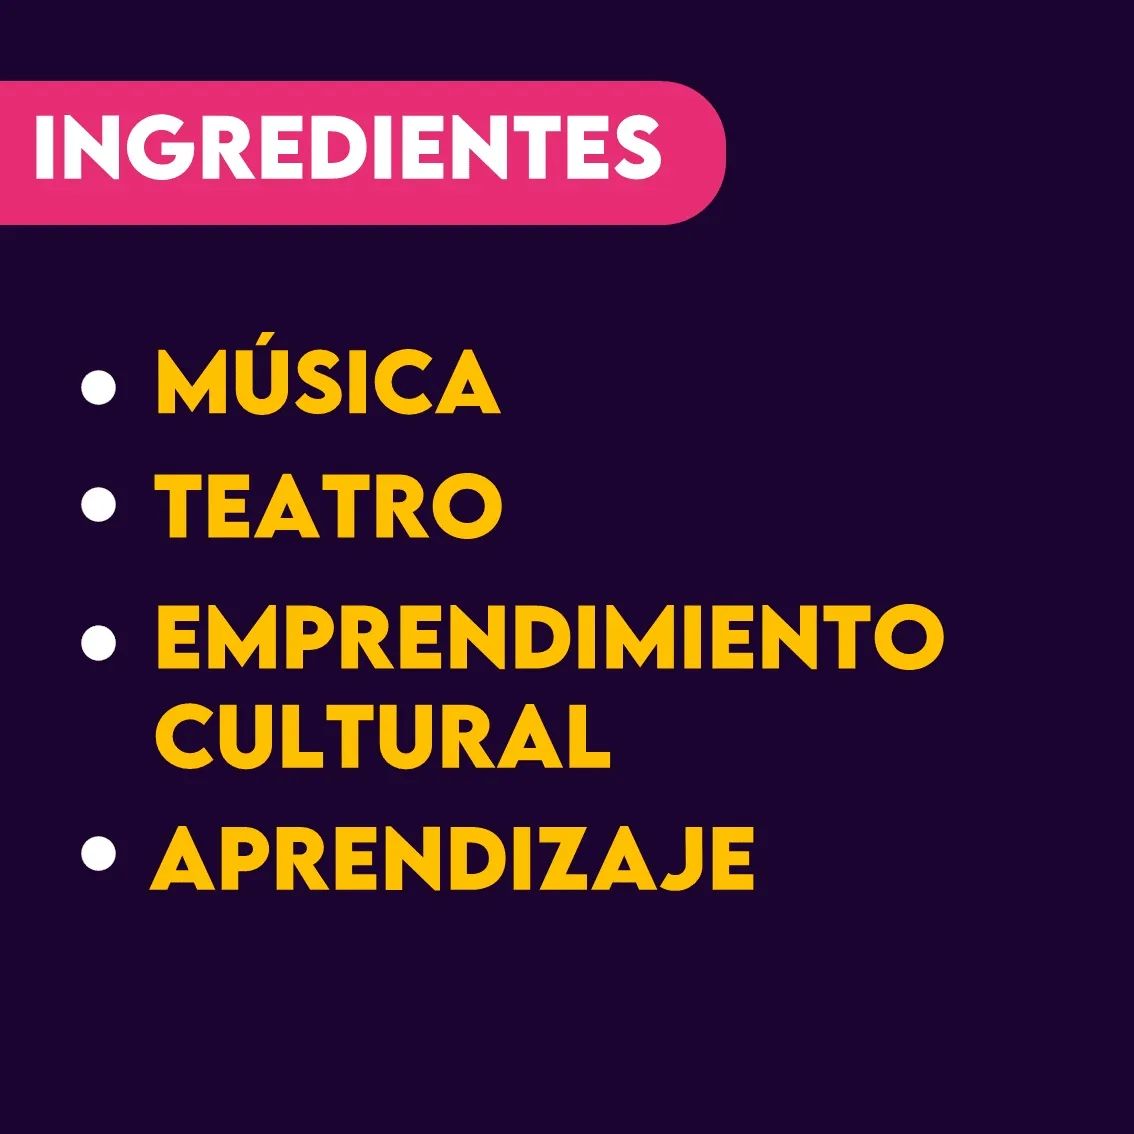 INGREDIENTES
MÚSICA
TEATRO
EMPRENDIMIENTO
CULTURAL
APRENDIZAJE